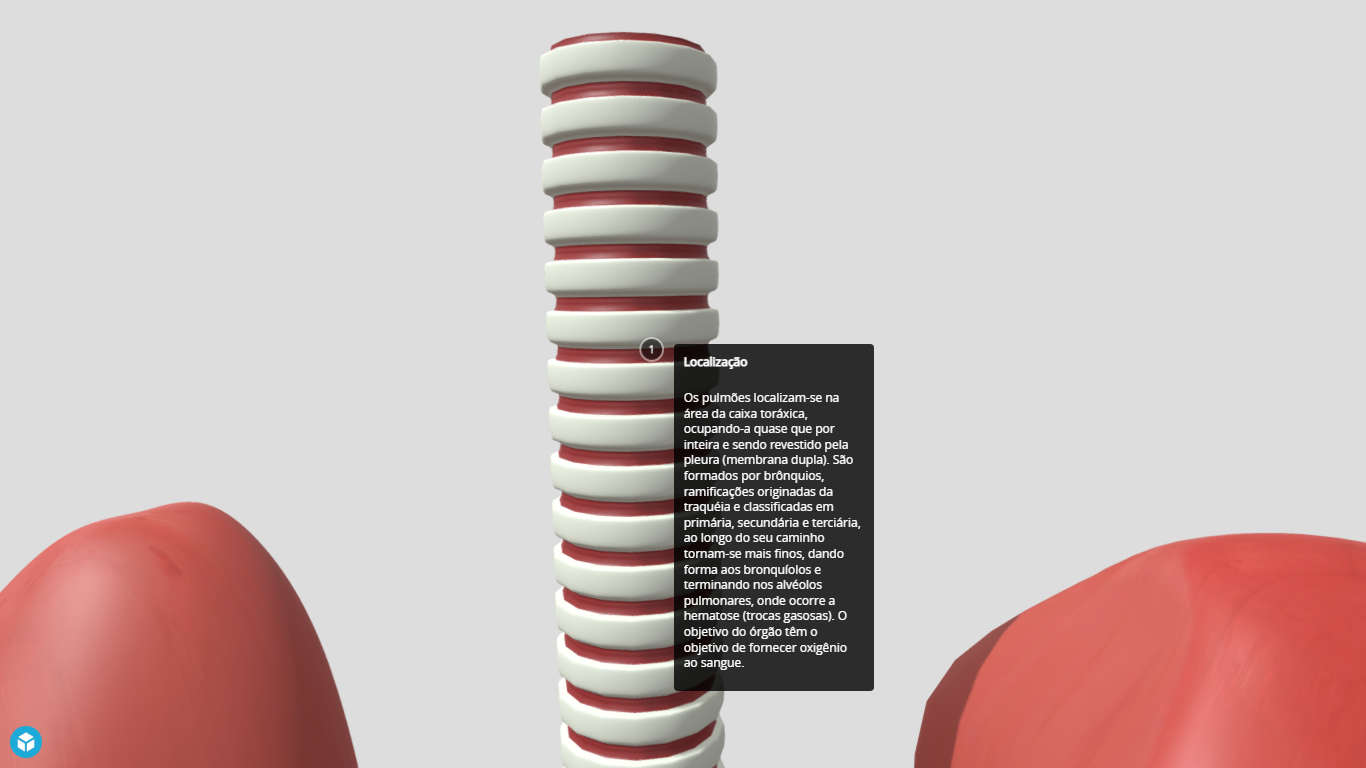 1
Localização
Os pulmões localizam-se na
área da caixa toráxica,
ocupando-a quase que por
inteira e sendo revestido pela
pleura (membrana dupla). São
formados por brônquios,
ramificações originadas da
traquéia e classificadas em
primária, secundária e terciária,
ao longo do seu caminho
tornam-se mais finos, dando
forma aos bronquíolos e
terminando nos alvéolos
pulmonares, onde ocorre a
hematose (trocas gasosas). O
objetivo do órgão têm o
objetivo de fornecer oxigênio
ao sangue.